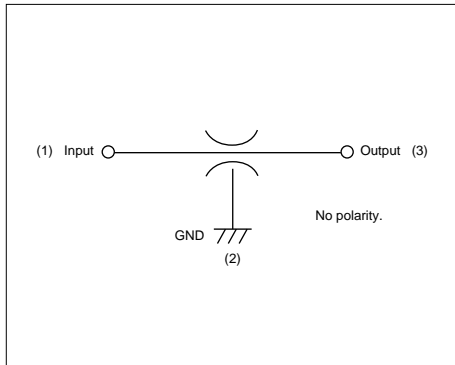 (1) Input Output (3)
No polarity.
GND
(2)